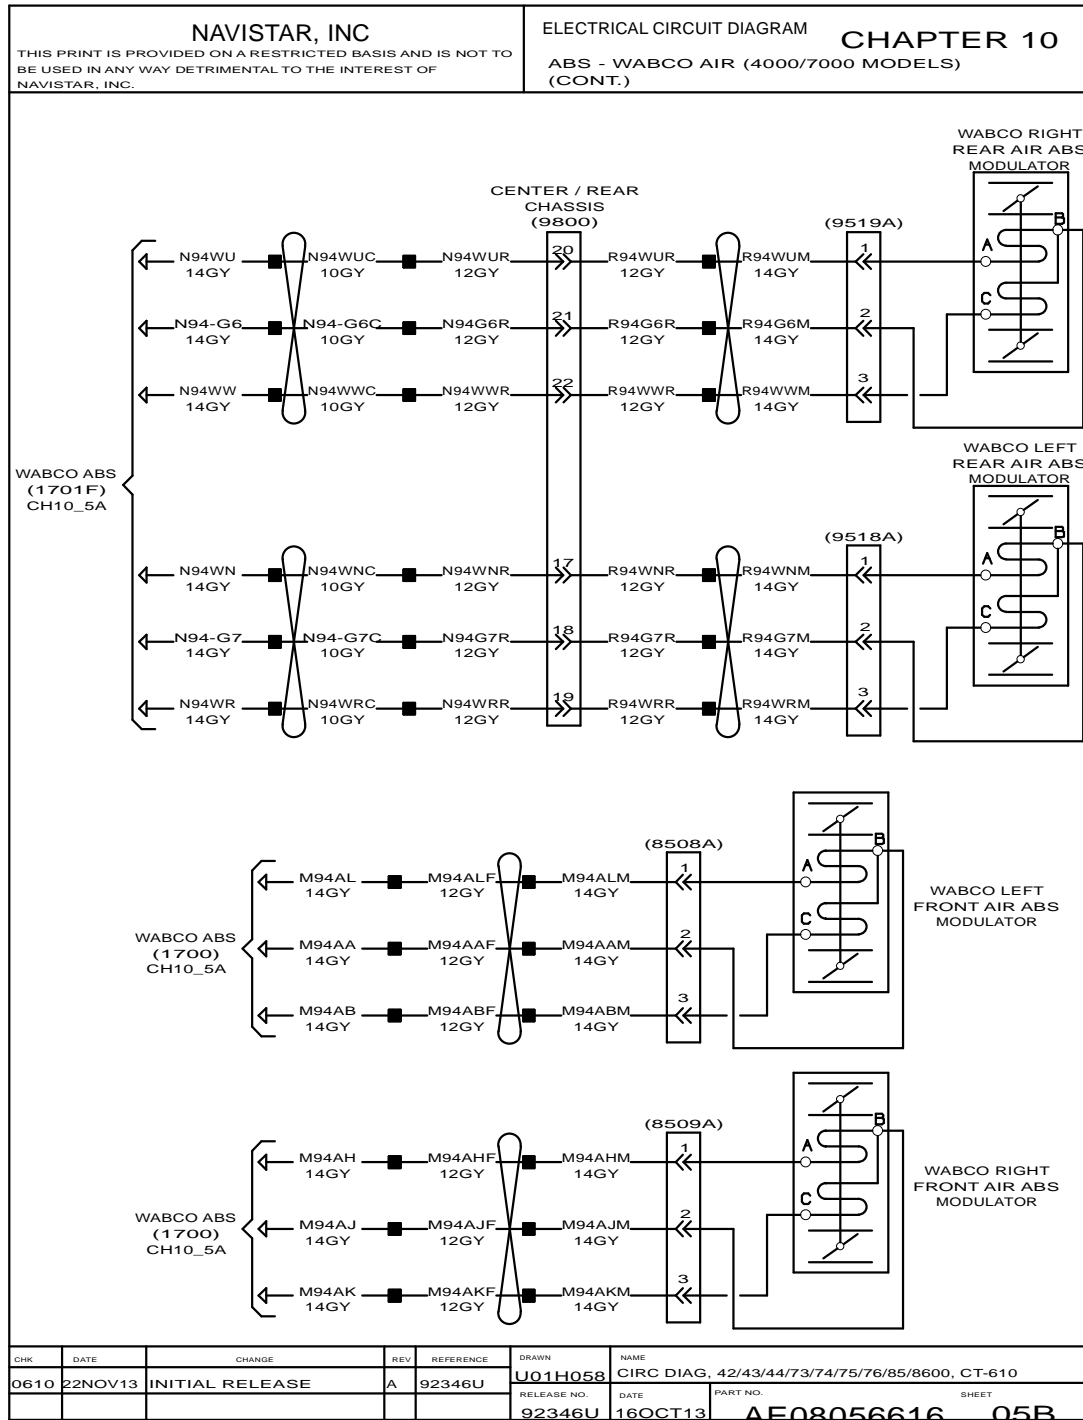 NAVISTAR, INC
THIS PRINT IS PROVIDED ON A RESTRICTED BASIS AND IS NOT TO
BE USED IN ANY WAY DETRIMENTAL TO THE INTEREST OF
NAVISTAR, INC.
ELECTRICAL CIRCUIT DIAGRAM
CHAPTER 10
ABS - WABCO AIR (4000/7000 MODELS)
(CONT.)
WABCO RIGHT
REAR AIR ABS
MODULATOR
CENTER / REAR
CHASSIS
(9800)
(9519A)
B
A
C
N94WU N94WUC N94WUR 20 R94WUR R94WUM 1
14GY 10GY 12GY 12GY 14GY
N94-G6 N94-G6C N94G6R 21 R94G6R R94G6M 2
14GY 10GY 12GY 12GY 14GY
N94WW N94WWC N94WWR 22 R94WWR R94WWM 3
14GY 10GY 12GY 12GY 14GY
WABCO ABS
(1701F)
CH10_5A
WABCO LEFT
REAR AIR ABS
MODULATOR
(9518A)
B
A
C
N94WN N94WNC N94WNR 17 R94WNR R94WNM 1
14GY 10GY 12GY 12GY 14GY
N94-G7 N94-G7C N94G7R 18 R94G7R R94G7M 2
14GY 10GY 12GY 12GY 14GY
N94WR N94WRC N94WRR 19 R94WRR R94WRM 3
14GY 10GY 12GY 12GY 14GY
(8508A)
B
A
C
M94AL M94ALF M94ALM 1
14GY 12GY 14GY
M94AA M94AAF M94AAM 2
14GY 12GY 14GY
M94AB M94ABF M94ABM 3
14GY 12GY 14GY
WABCO ABS
(1700)
CH10_5A
WABCO LEFT
FRONT AIR ABS
MODULATOR
(8509A)
B
A
C
M94AH M94AHF M94AHM 1
14GY 12GY 14GY
M94AJ M94AJF M94AJM 2
14GY 12GY 14GY
M94AK M94AKF M94AKM 3
14GY 12GY 14GY
WABCO ABS
(1700)
CH10_5A
WABCO RIGHT
FRONT AIR ABS
MODULATOR
CHK DATE CHANGE REV REFERENCE DRAWN NAME
0610 22NOV13 INITIAL RELEASE A 92346U U01H058 CIRC DIAG, 42/43/44/73/74/75/76/85/8600, CT-610
RELEASE NO. DATE PART NO. SHEET
92346U 16OCT13 AE08056616 05B